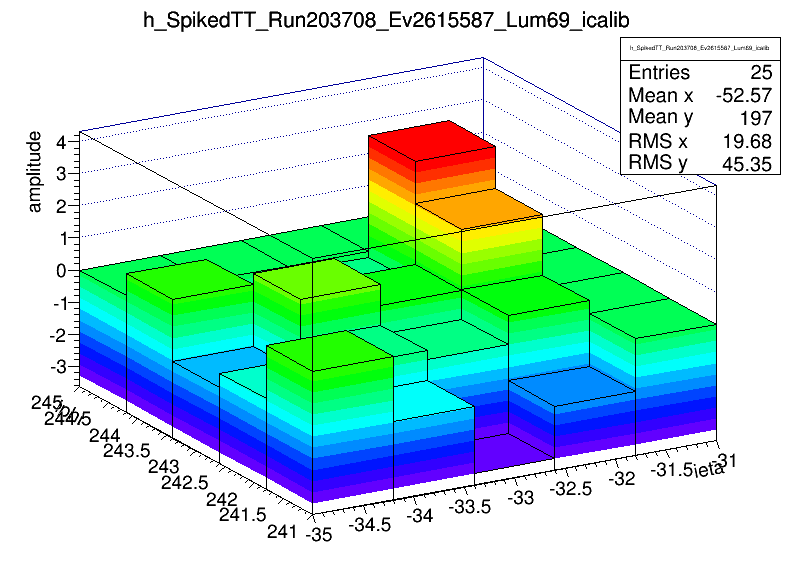 h_SpikedTT_Run203708_Ev2615587_Lum69_icalib
h_SpikedTT_Run203708_Ev2615587_Lum69_icalib
Entries 25
Mean x -52.57
Mean y 197
RMS x 19.68
RMS y 45.35
amplitude
4
3
2
1
0
-1
-2
-3
245
244.5
244
243.5
243
242.5
242
241.5
241
-35
-34.5
-34
-33.5
-33
-32.5
-32
-31.5
ieta
-31